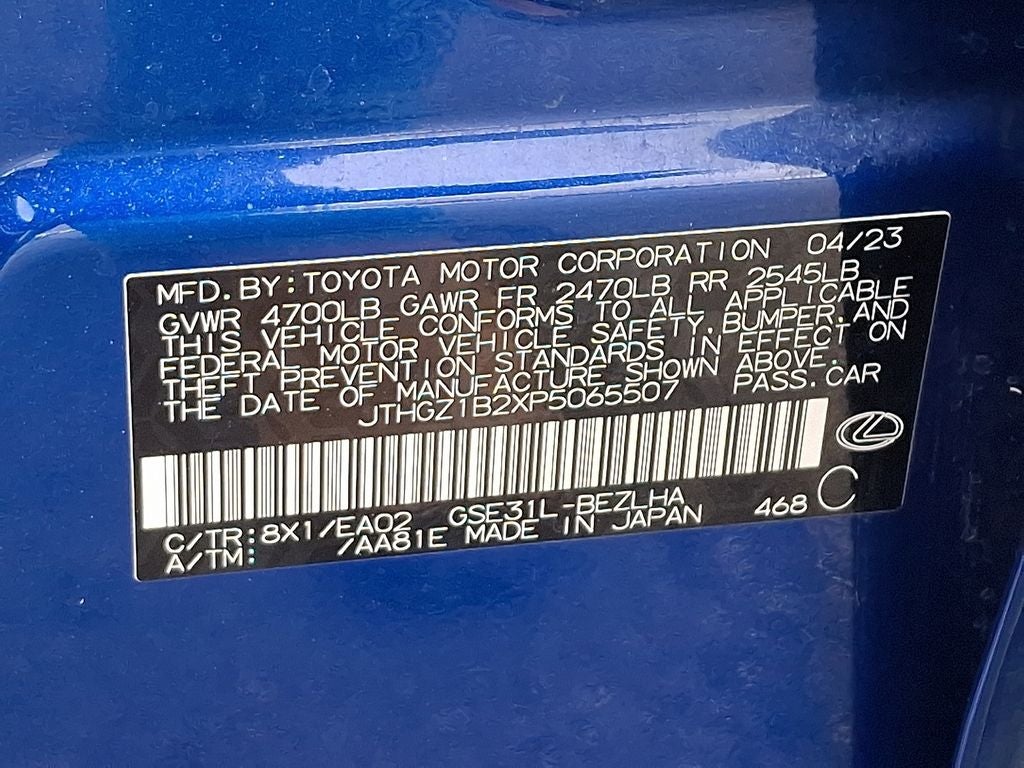 MFD.BY:TOYOTA MOTOR CORPORATION 04/23
GVWR 4700LB GAWR FR 2470LB RR 2545LB
THIS VEHICLE CONFORMS TO ALL APPLICABLE
FEDERAL MOTOR VEHICLE SAFETY,BUMPER,AND
THEFT PREVENTION STANDARDS IN EFFECT ON
THE DATE OF MANUFACTURE SHOWN ABOVE.
JTHGZ1B2XP5065507 PASS.CAR
C/TR:8X1/EA02 GSE31L-BEZLHA 468 C
A/TM: /AA81E MADE IN JAPAN